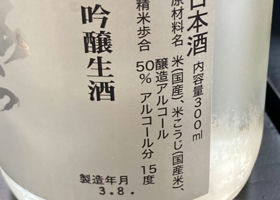 日本酒 内容量300ml
原材料名 米(国産)、米こうじ(国産米)、
醸造アルコール
精米歩合 50% アルコール分 15度
吟醸生酒
製造年月
3.8.